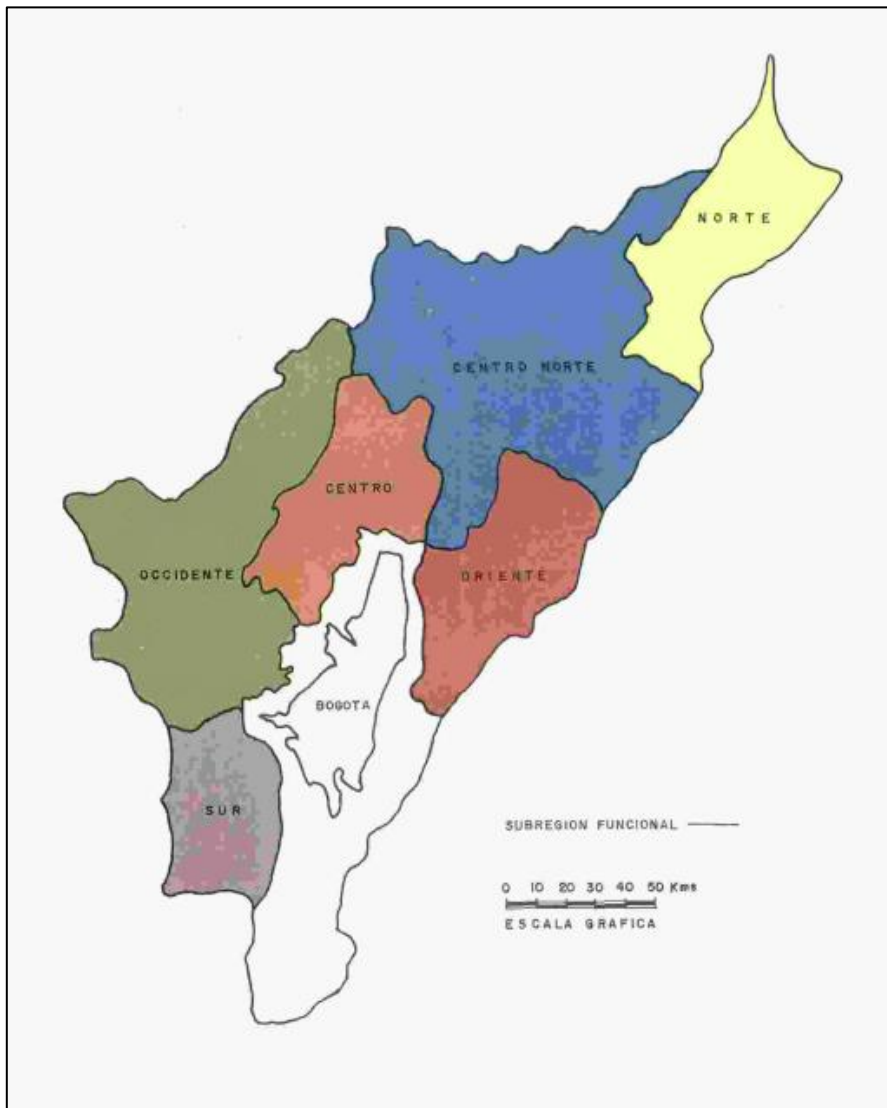 NORTE
CENTRO NORTE
CENTRO
OCCIDENTE
ORIENTE
BOGOTA
SUR
SUBREGION FUNCIONAL
0 10 20 30 40 50 Kms
ESCALA GRAFICA